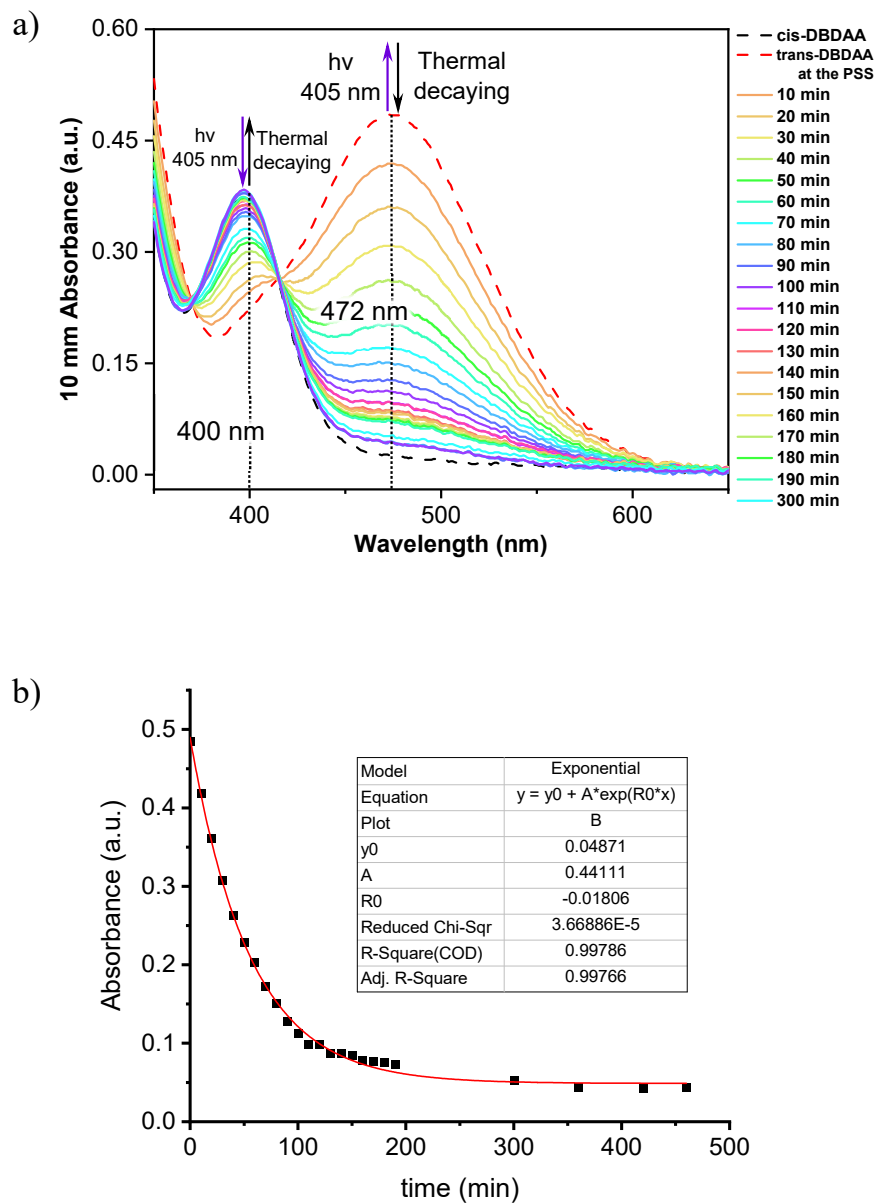 a)
0.60
0.45
0.30
0.15
0.00
10 mm Absorbance (a.u.)
hv
405 nm
Thermal
decaying
hv
405 nm
Thermal
decaying
472 nm
400 nm
400
500
600
Wavelength (nm)
cis-DBDAA
trans-DBDAA
at the PSS
10 min
20 min
30 min
40 min
50 min
60 min
70 min
80 min
90 min
100 min
110 min
120 min
130 min
140 min
150 min
160 min
170 min
180 min
190 min
300 min
b)
0.5
0.4
0.3
0.2
0.1
0.0
Absorbance (a.u.)
Model Exponential
Equation y = y0 + A*exp(R0*x)
Plot B
y0 0.04871
A 0.44111
R0 -0.01806
Reduced Chi-Sqr 3.66886E-5
R-Square(COD) 0.99786
Adj. R-Square 0.99766
0 100 200 300 400 500
time (min)